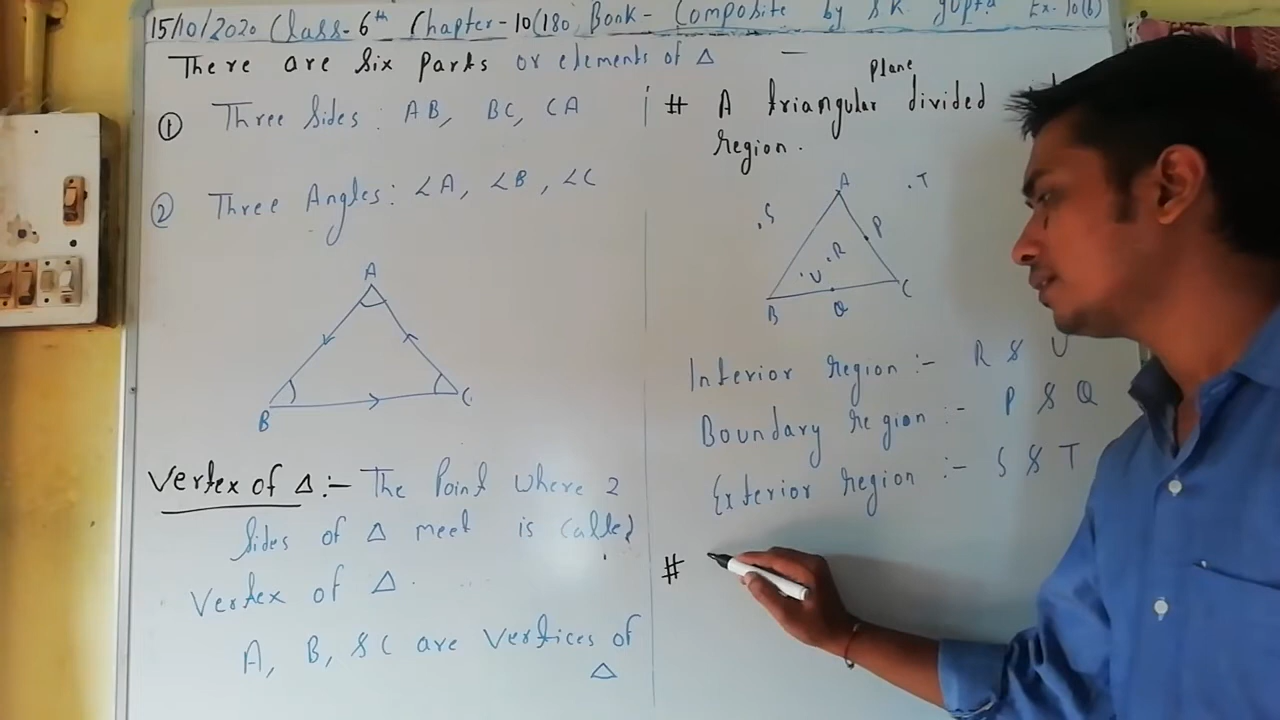 15/10/2020 Class-6th Chapter-10(180 Book- Composite by S K Gupta Ex. 10(b)
There are Six Parts or elements of Δ
① Three Sides: AB, BC, CA
② Three Angles: ∠A, ∠B, ∠C
A
B
C
Vertex of Δ :- The Point where 2
Sides of Δ meet is Called
Vertex of Δ
A, B, & C are Vertices of
Δ
plane
# A triangular divided
region.
A
.T
.S
P
.R
.U
B
Q
C
Interior region :- R & U
Boundary region :- P & Q
Exterior region :- S & T
#